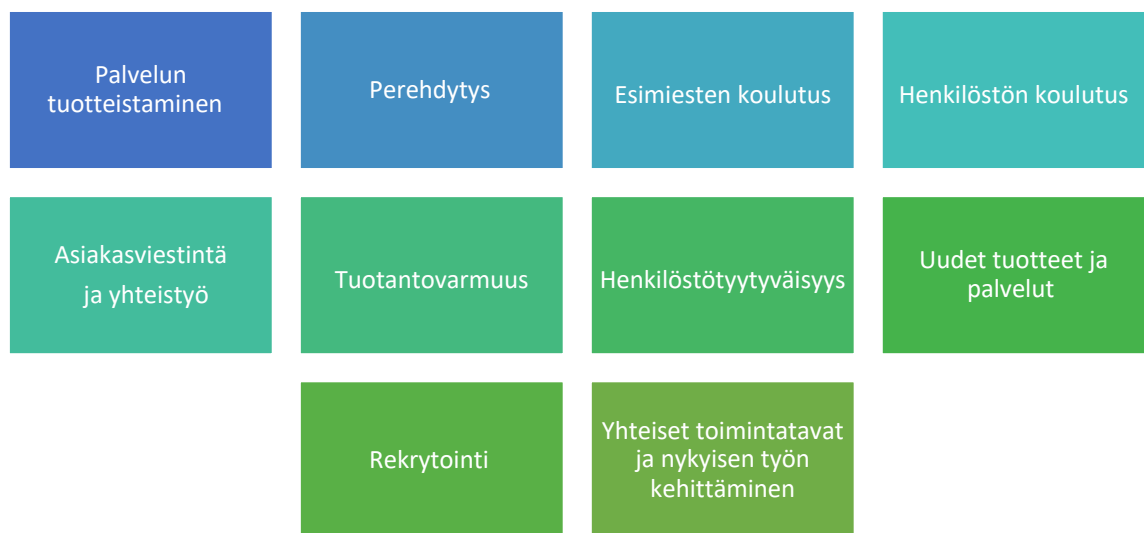 Palvelun
tuotteistaminen
Perehdytys
Esimiesten koulutus
Henkilöstön koulutus
Asiakasviestintä
ja yhteistyö
Tuotantovarmuus
Henkilöstötyytyväisyys
Uudet tuotteet ja
palvelut
Rekrytointi
Yhteiset toimintatavat
ja nykyisen työn
kehittäminen